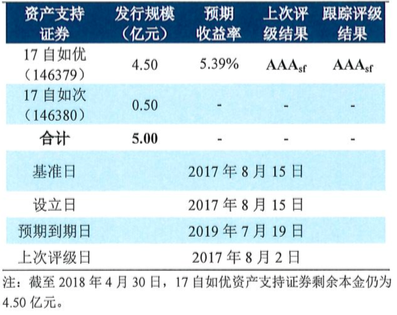 资产支持证券 发行规模（亿元） 预期收益率 上次评级结果 跟踪评级结果
17 自如优（146379） 4.50 5.39% AAAsf AAAsf
17 自如次（146380） 0.50 - - -
合计 5.00 - - -
基准日 2017 年 8 月 15 日
设立日 2017 年 8 月 15 日
预期到期日 2019 年 7 月 19 日
上次评级日 2017 年 8 月 2 日
注：截至 2018 年 4 月 30 日，17 自如优资产支持证券剩余本金仍为
4.50 亿元。